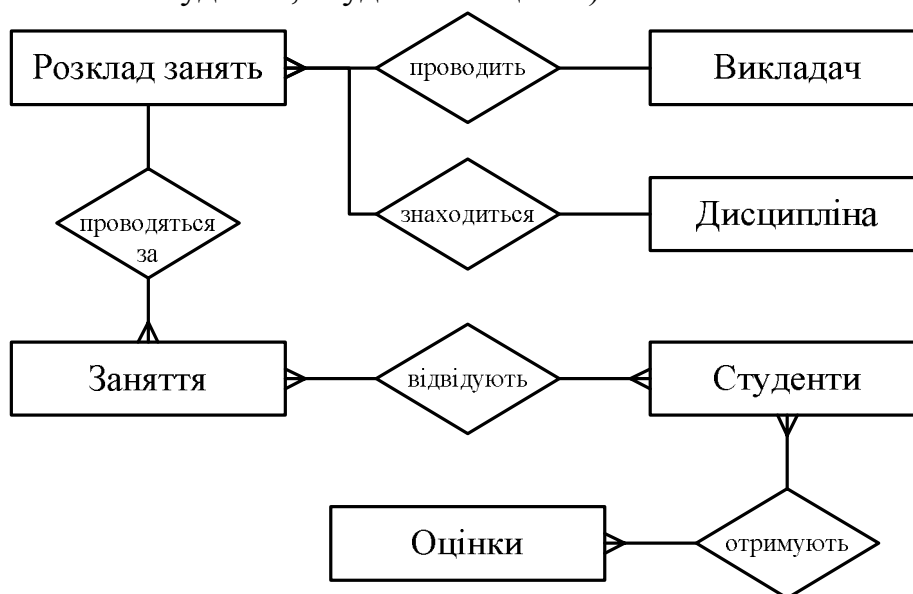 Розклад занять
проводить
Викладач
проводяться
за
знаходиться
Дисципліна
Заняття
відвідують
Студенти
Оцінки
отримують